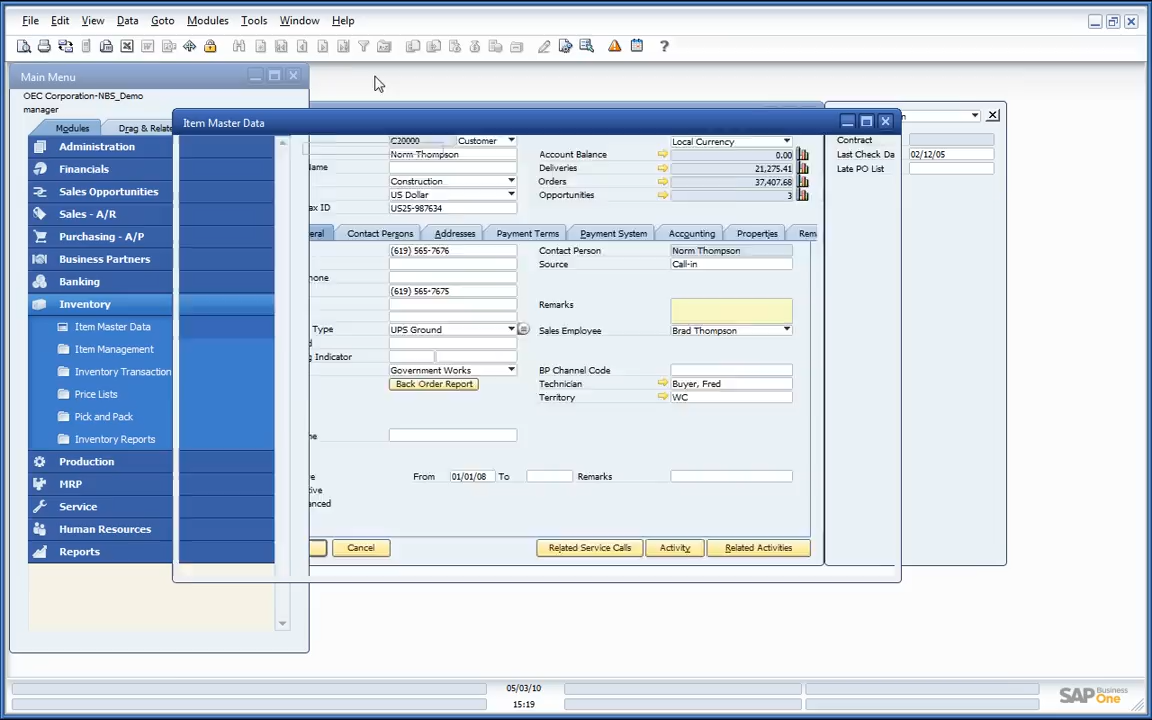 File Edit View Data Goto Modules Tools Window Help
Main Menu
OEC Corporation-NBS_Demo
manager
Modules Drag & Relate
Administration
Financials
Sales Opportunities
Sales - A/R
Purchasing - A/P
Business Partners
Banking
Inventory
Item Master Data
Item Management
Inventory Transaction
Price Lists
Pick and Pack
Inventory Reports
Production
MRP
Service
Human Resources
Reports
Item Master Data
C20000 Customer Local Currency
Norm Thompson Account Balance 0.00
Deliveries 21,275.41
Construction Orders 37,407.68
US Dollar Opportunities 3
ax ID US25-987634
eral Contact Persons Addresses Payment Terms Payment System Accounting Properties Rem
(619) 565-7676 Contact Person Norm Thompson
Source Call-in
hone
(619) 565-7675
Remarks
Type UPS Ground Sales Employee Brad Thompson
g Indicator
Government Works BP Channel Code
Back Order Report Technician Buyer, Fred
Territory WC
From 01/01/08 To Remarks
Cancel Related Service Calls Activity Related Activities
Contract
Last Check Da 02/12/05
Late PO List
05/03/10
15:19
SAP Business One